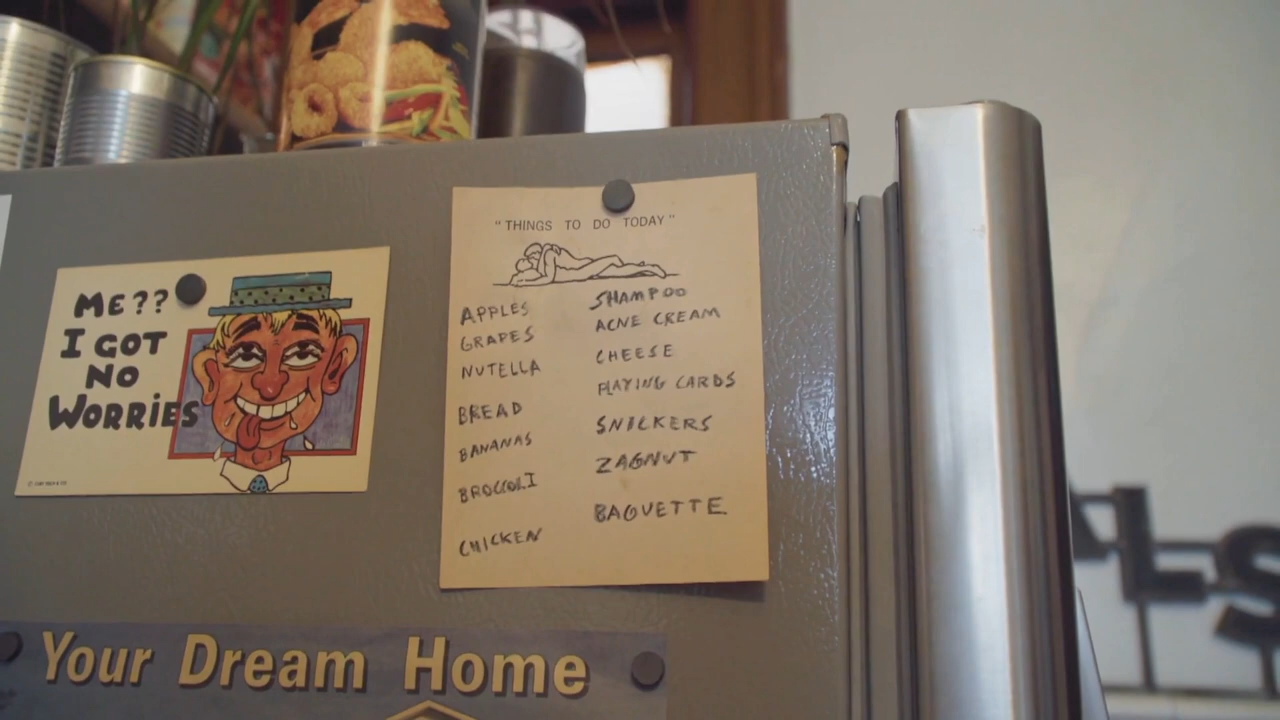 ME??
I GOT
NO
WORRIES
"THINGS TO DO TODAY"
APPLES
GRAPES
NUTELLA
BREAD
BANANAS
BROCCOLI
CHICKEN
SHAMPOO
ACNE CREAM
CHEESE
PLAYING CARDS
SNICKERS
ZAGNUT
BAGUETTE
Your Dream Home
ALS